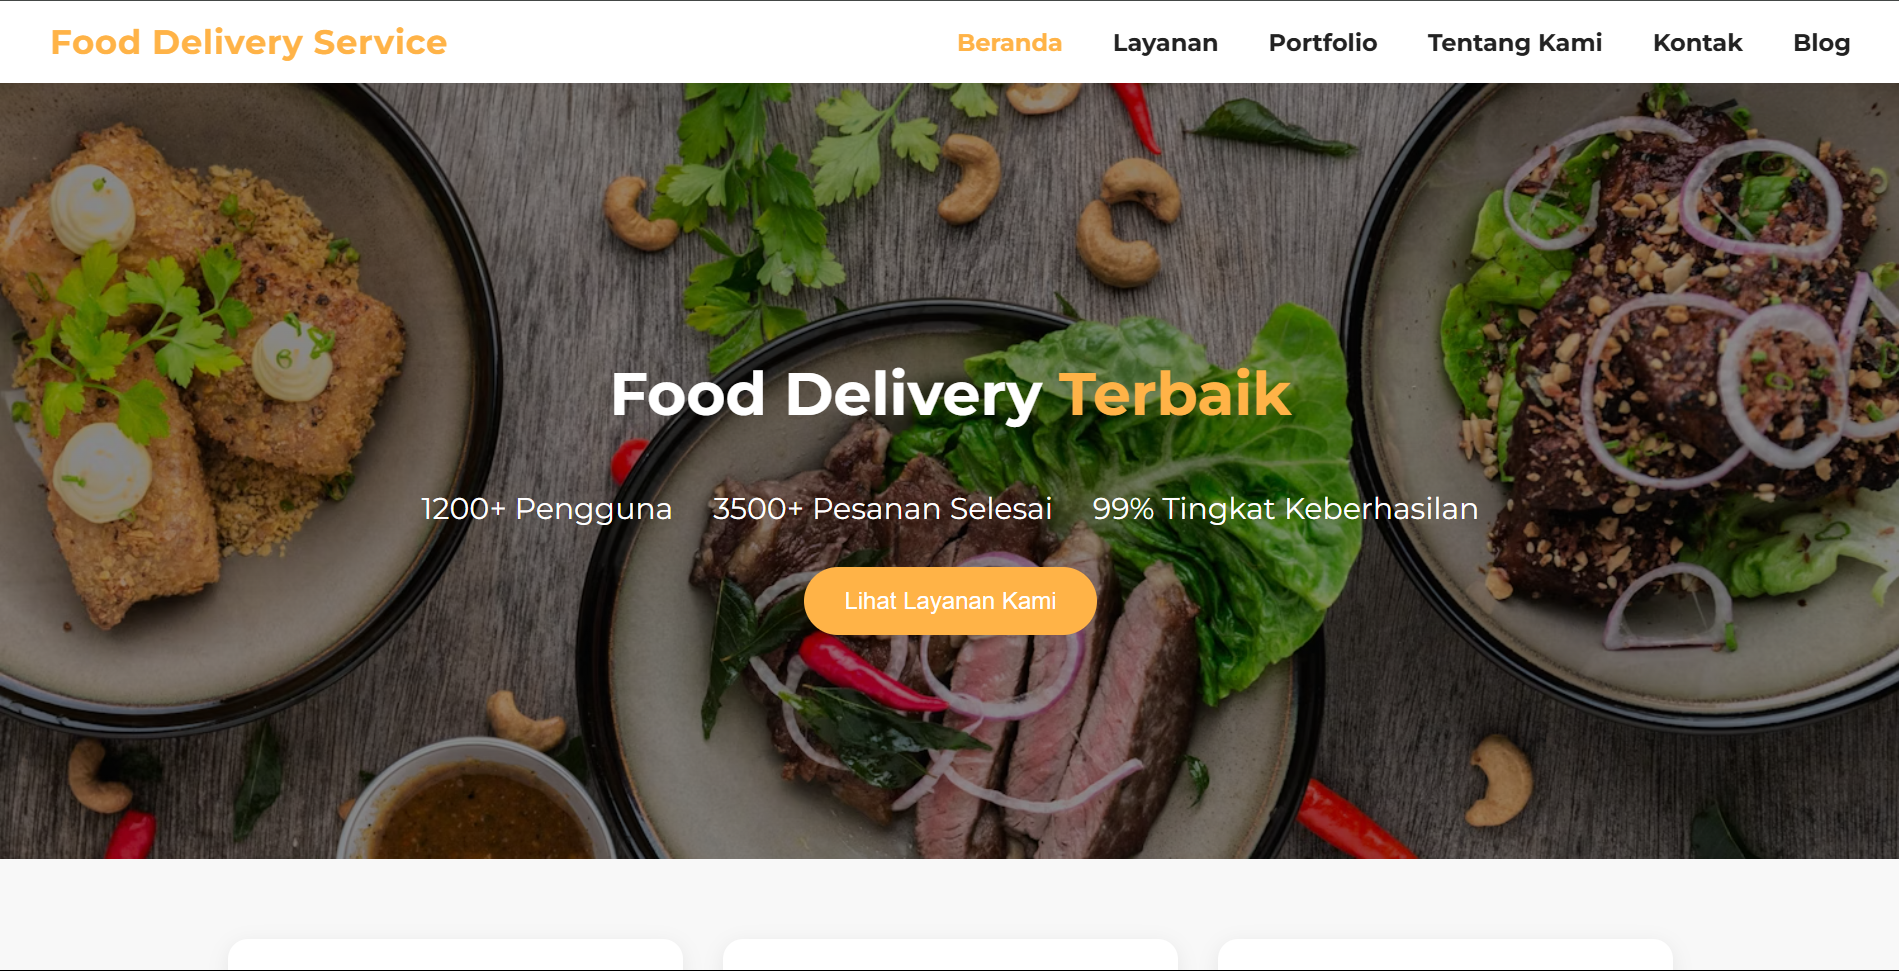 Food Delivery Service
Beranda Layanan Portfolio Tentang Kami Kontak Blog
Food Delivery Terbaik
1200+ Pengguna 3500+ Pesanan Selesai 99% Tingkat Keberhasilan
Lihat Layanan Kami